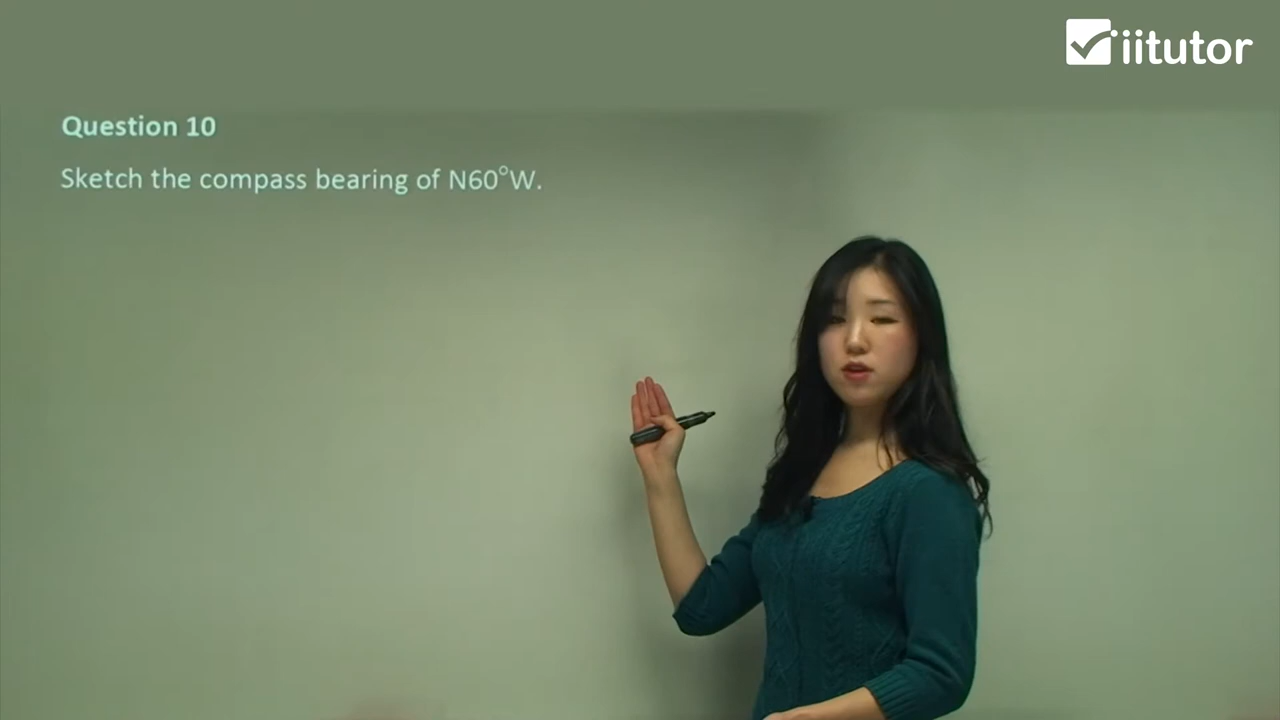 iitutor
Question 10
Sketch the compass bearing of N60°W.